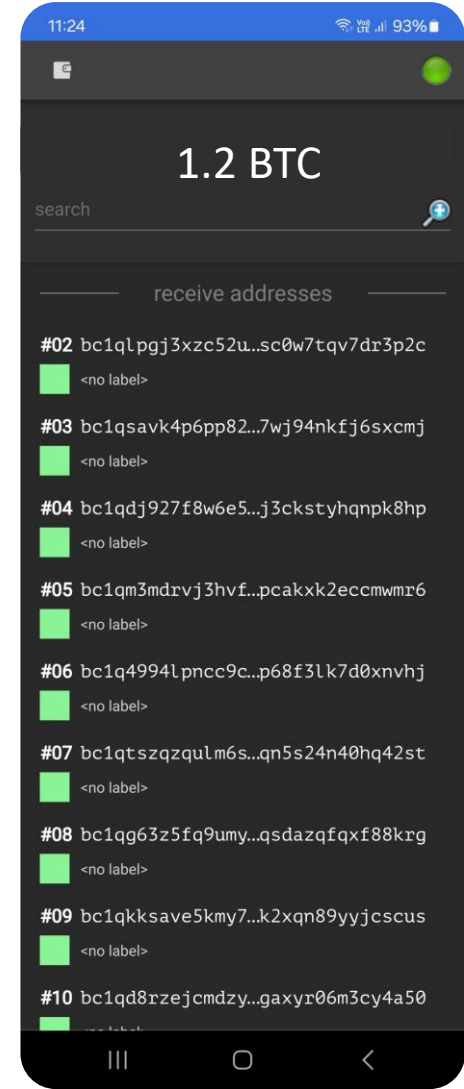 11:24 Vo)) LTE 93%
1.2 BTC
search
receive addresses
#02 bc1qlpgj3xzc52u…sc0w7tqv7dr3p2c
<no label>
#03 bc1qsavk4p6pp82…7wj94nkfj6sxcmj
<no label>
#04 bc1qdj927f8w6e5…j3ckstyhqnpk8hp
<no label>
#05 bc1qm3mdrvj3hvf…pcakxk2eccmwmr6
<no label>
#06 bc1q4994lpncc9c…p68f3lk7d0xnvhj
<no label>
#07 bc1qtszqzqulm6s…qn5s24n40hq42st
<no label>
#08 bc1qg63z5fq9umy…qsdazqfqxf88krg
<no label>
#09 bc1qkksave5kmy7…k2xqn89yyjcscus
<no label>
#10 bc1qd8rzejcmdzy…gaxyr06m3cy4a50